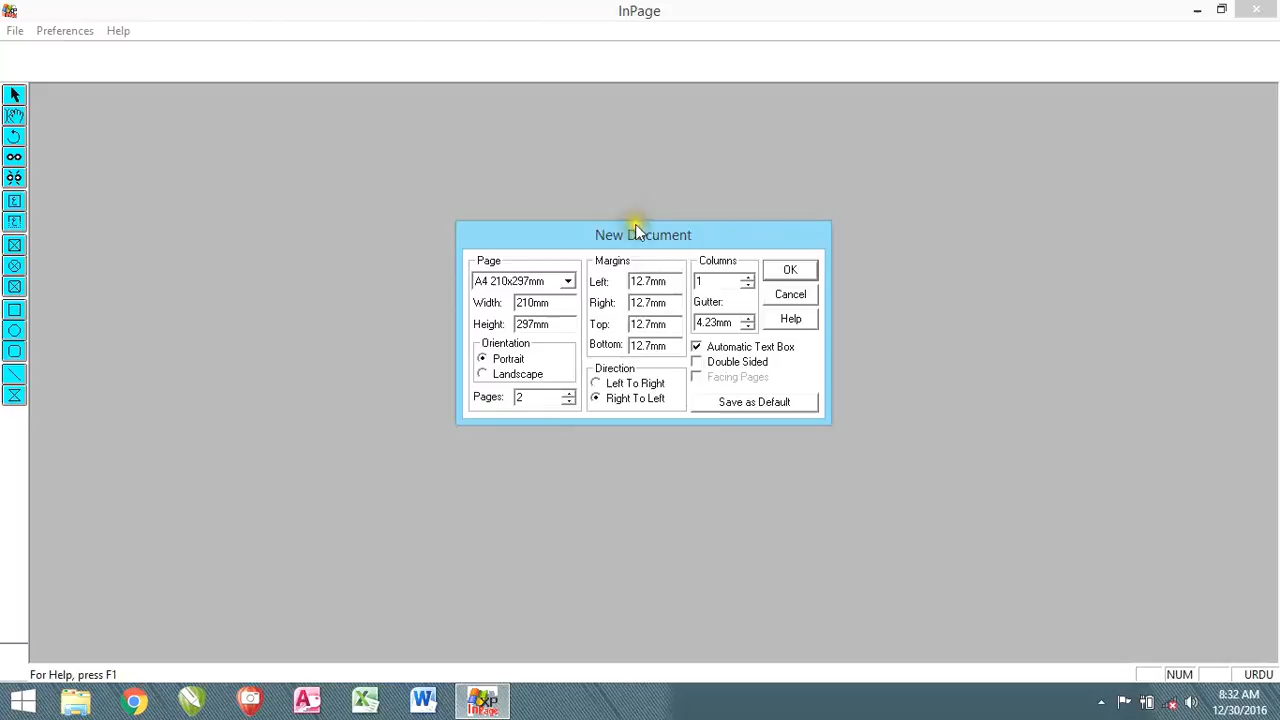 InPage
File Preferences Help
New Document
Page
A4 210x297mm
Width: 210mm
Height: 297mm
Orientation
Portrait
Landscape
Pages: 2
Margins
Left: 12.7mm
Right: 12.7mm
Top: 12.7mm
Bottom: 12.7mm
Direction
Left To Right
Right To Left
Columns
1
Gutter:
4.23mm
OK
Cancel
Help
Automatic Text Box
Double Sided
Facing Pages
Save as Default
For Help, press F1
NUM
URDU
XP
InPage
8:32 AM
12/30/2016